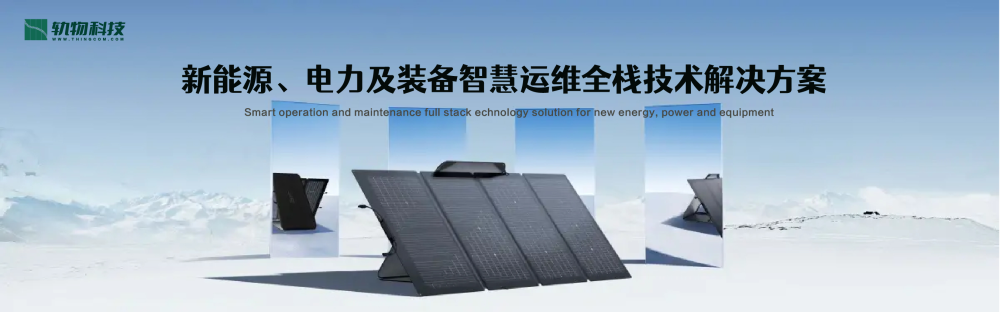 轨物科技
WWW.THINGCOM.COM
新能源、电力及装备智慧运维全栈技术解决方案
Smart operation and maintenance full stack echnology solution for new energy, power and equipment